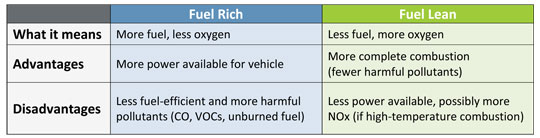 Fuel Rich
Fuel Lean
What it means
More fuel, less oxygen
Less fuel, more oxygen
Advantages
More power available for vehicle
More complete combustion
(fewer harmful pollutants)
Disadvantages
Less fuel-efficient and more harmful
pollutants (CO, VOCs, unburned fuel)
Less power available, possibly more
NOx (if high-temperature combustion)